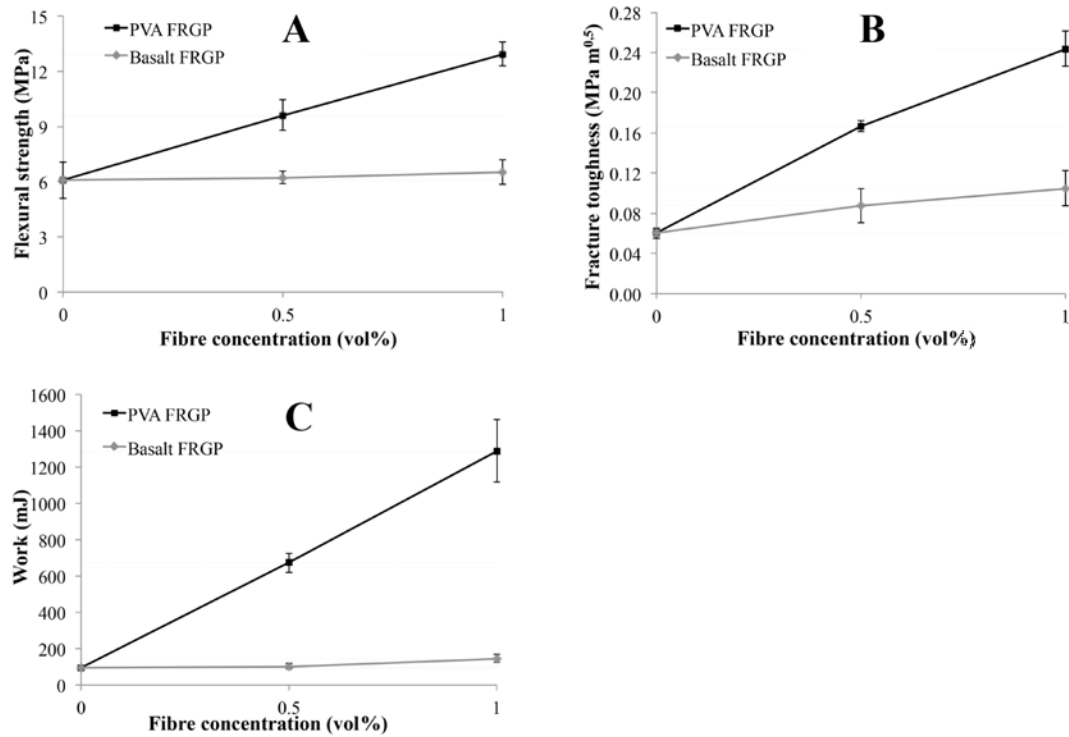 A
PVA FRGP
Basalt FRGP
Flexural strength (MPa)
15
12
9
6
3
0
0 0.5 1
Fibre concentration (vol%)
B
PVA FRGP
Basalt FRGP
Fracture toughness (MPa m^0.5)
0.28
0.24
0.20
0.16
0.12
0.08
0.04
0.00
0 0.5 1
Fibre concentration (vol%)
C
PVA FRGP
Basalt FRGP
Work (mJ)
1600
1400
1200
1000
800
600
400
200
0
0 0.5 1
Fibre concentration (vol%)